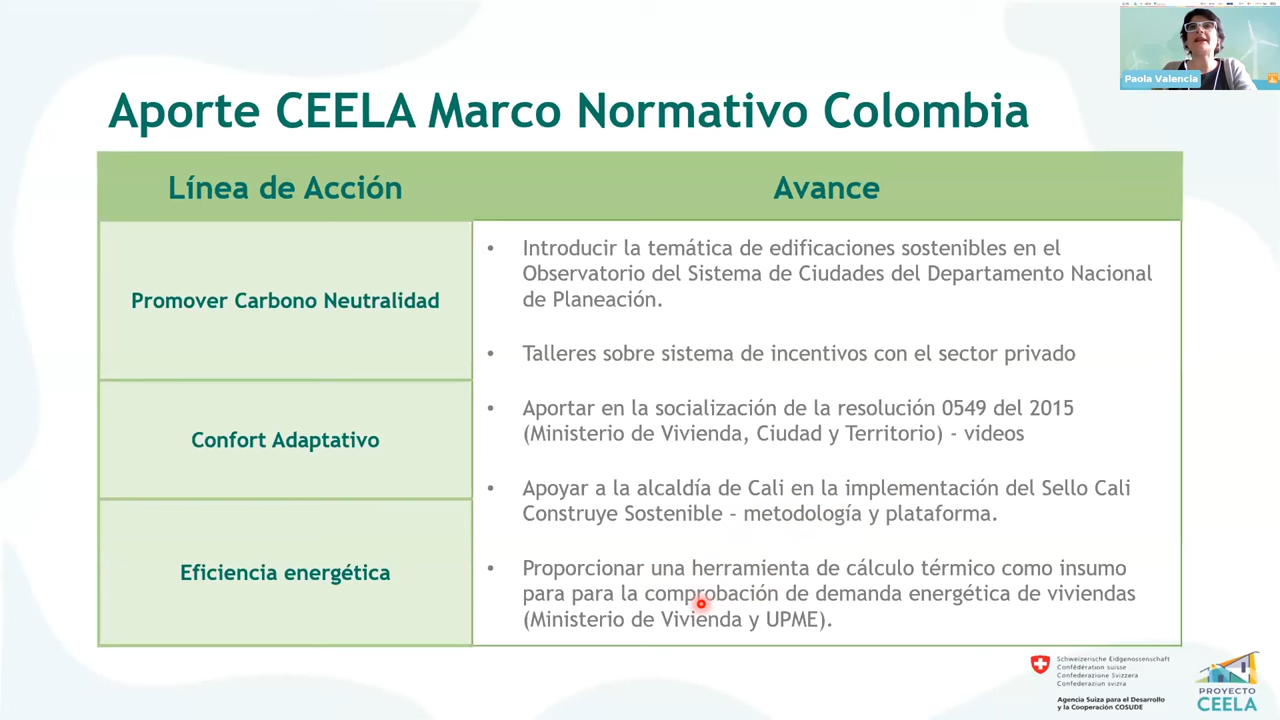 Paola Valencia
Aporte CEELA Marco Normativo Colombia
Línea de Acción
Avance
Promover Carbono Neutralidad
• Introducir la temática de edificaciones sostenibles en el
Observatorio del Sistema de Ciudades del Departamento Nacional
de Planeación.
• Talleres sobre sistema de incentivos con el sector privado
Confort Adaptativo
• Aportar en la socialización de la resolución 0549 del 2015
(Ministerio de Vivienda, Ciudad y Territorio) - videos
• Apoyar a la alcaldía de Cali en la implementación del Sello Cali
Construye Sostenible – metodología y plataforma.
Eficiencia energética
• Proporcionar una herramienta de cálculo térmico como insumo
para para la comprobación de demanda energética de viviendas
(Ministerio de Vivienda y UPME).
Schweizerische Eidgenossenschaft
Confédération suisse
Confederazione Svizzera
Confederaziun svizra
Agencia Suiza para el Desarrollo
y la Cooperación COSUDE
PROYECTO
CEELA